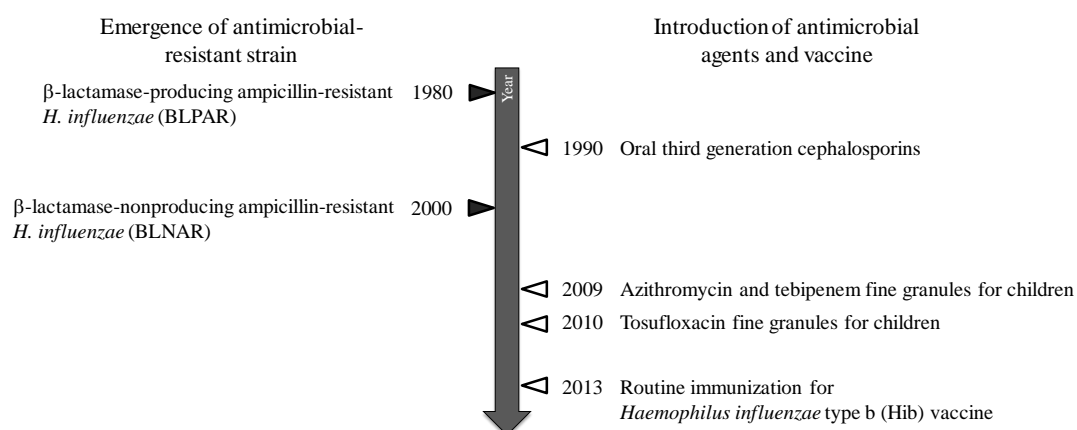 Emergence of antimicrobial-
resistant strain
Introduction of antimicrobial
agents and vaccine
Year
β-lactamase-producing ampicillin-resistant 1980
H. influenzae (BLPAR)
1990 Oral third generation cephalosporins
β-lactamase-nonproducing ampicillin-resistant 2000
H. influenzae (BLNAR)
2009 Azithromycin and tebipenem fine granules for children
2010 Tosufloxacin fine granules for children
2013 Routine immunization for
Haemophilus influenzae type b (Hib) vaccine